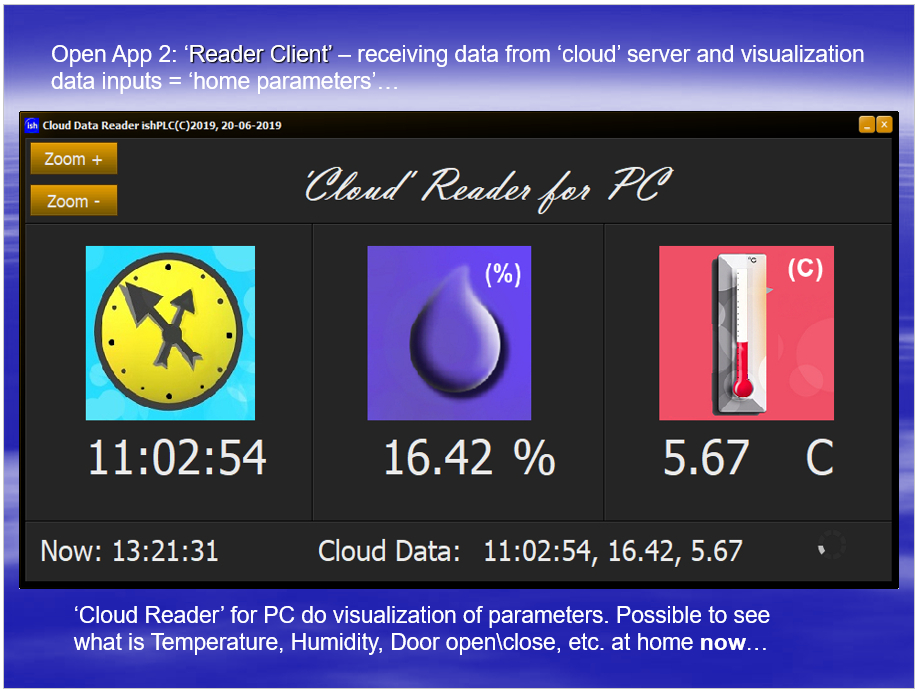 Open App 2: ‘Reader Client’ – receiving data from ‘cloud’ server and visualization
data inputs = ‘home parameters’…
ish Cloud Data Reader ishPLC(C)2019, 20-06-2019
Zoom +
Zoom -
'Cloud' Reader for PC
(%)
°C
(C)
11:02:54
16.42 %
5.67 C
Now: 13:21:31
Cloud Data: 11:02:54, 16.42, 5.67
‘Cloud Reader’ for PC do visualization of parameters. Possible to see
what is Temperature, Humidity, Door open\close, etc. at home now…